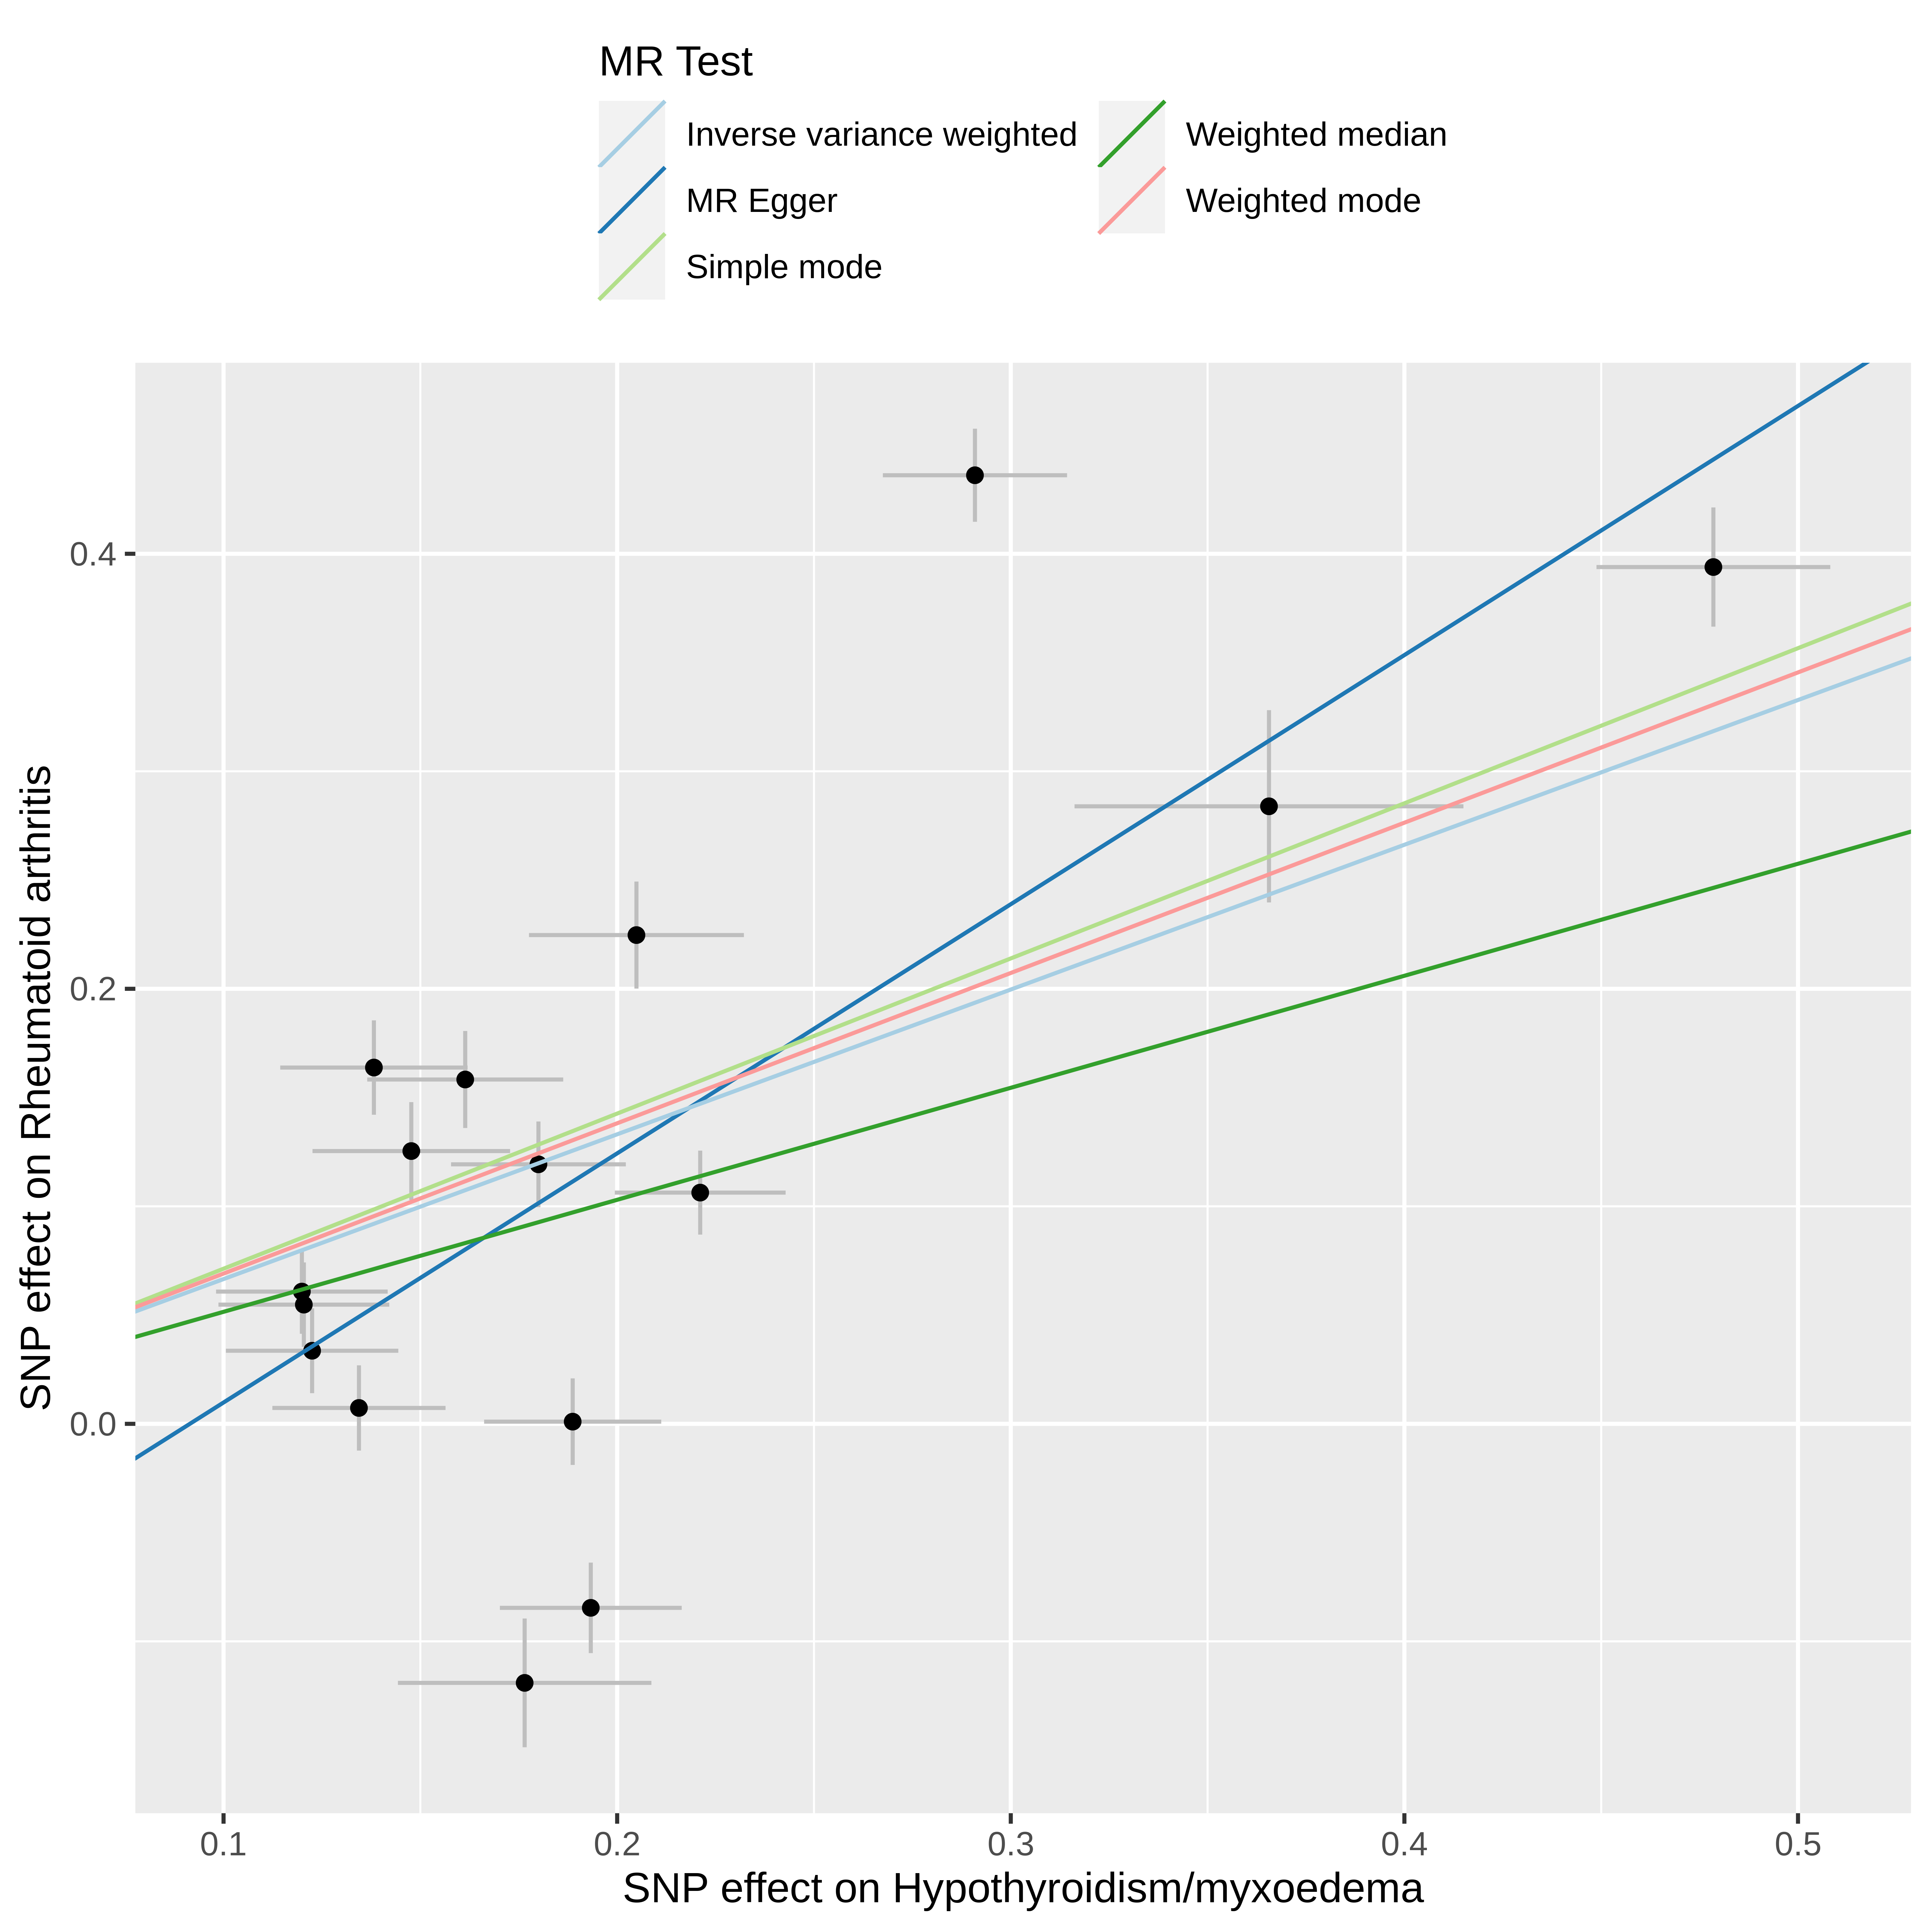 MR Test
Inverse variance weighted
MR Egger
Simple mode
Weighted median
Weighted mode
SNP effect on Rheumatoid arthritis
0.4
0.2
0.0
0.1
0.2
0.3
0.4
0.5
SNP effect on Hypothyroidism/myxoedema